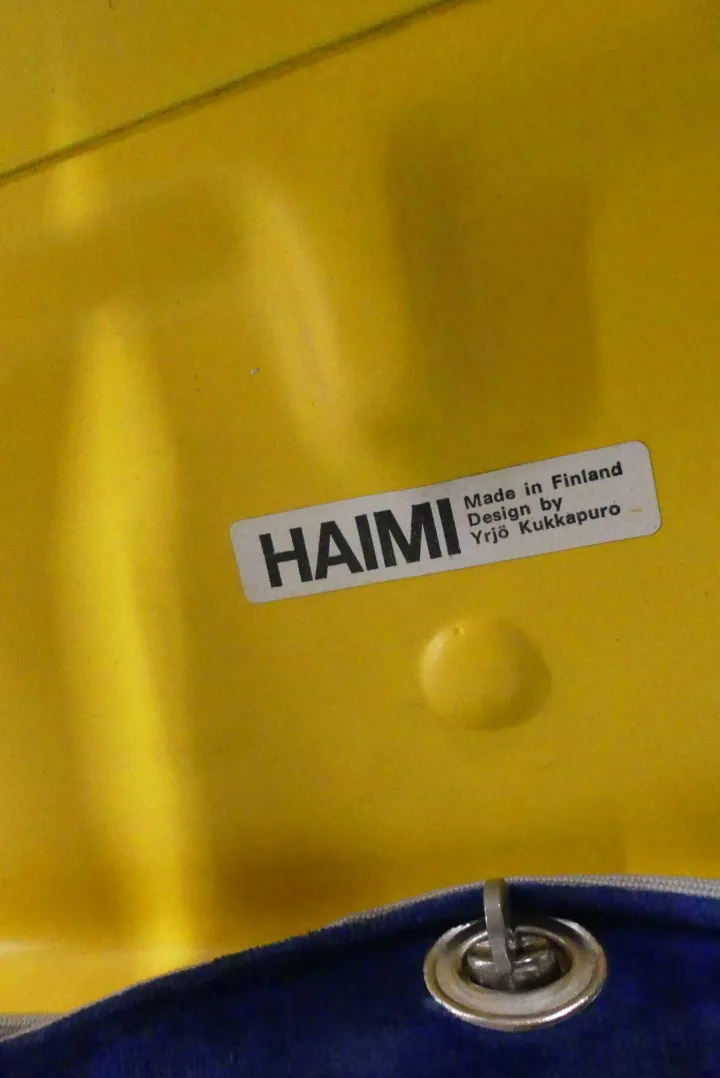 HAIMI
Made in Finland
Design by
Yrjö Kukkapuro